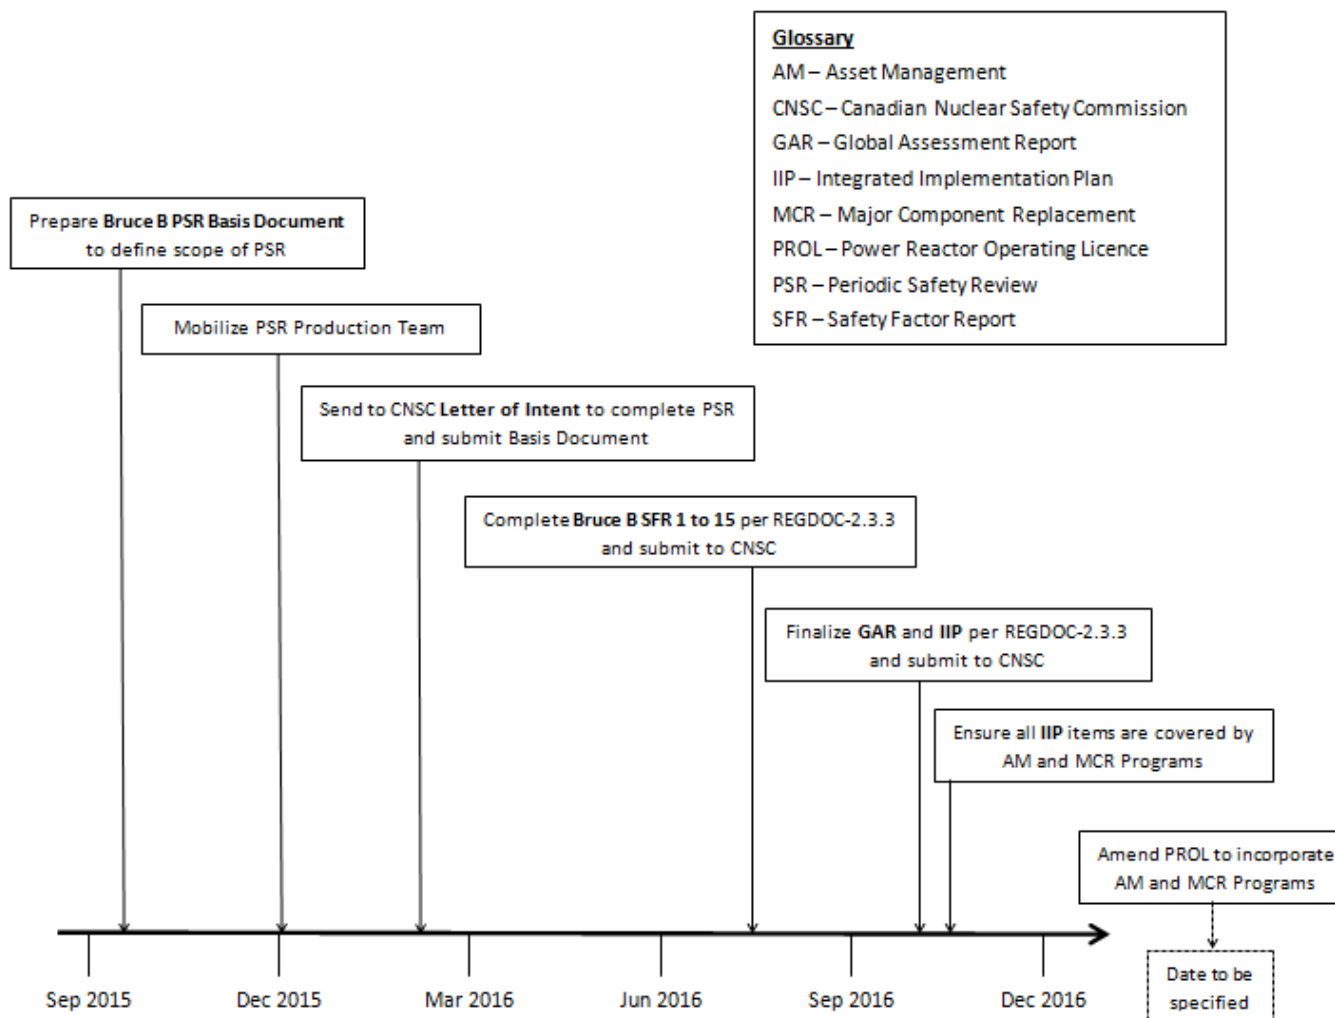 Glossary
AM – Asset Management
CNSC – Canadian Nuclear Safety Commission
GAR – Global Assessment Report
IIP – Integrated Implementation Plan
MCR – Major Component Replacement
PROL – Power Reactor Operating Licence
PSR – Periodic Safety Review
SFR – Safety Factor Report
Prepare Bruce B PSR Basis Document
to define scope of PSR
Mobilize PSR Production Team
Send to CNSC Letter of Intent to complete PSR
and submit Basis Document
Complete Bruce B SFR 1 to 15 per REGDOC-2.3.3
and submit to CNSC
Finalize GAR and IIP per REGDOC-2.3.3
and submit to CNSC
Ensure all IIP items are covered by
AM and MCR Programs
Amend PROL to incorporate
AM and MCR Programs
Sep 2015
Dec 2015
Mar 2016
Jun 2016
Sep 2016
Dec 2016
Date to be
specified